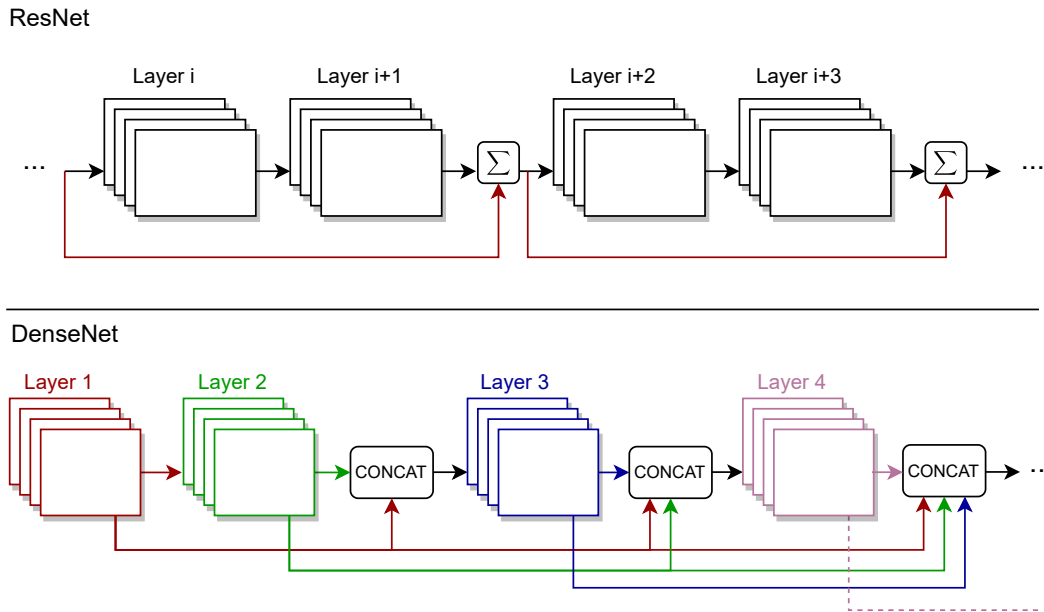 ResNet
Layer i
Layer i+1
Layer i+2
Layer i+3
...
Σ
Σ
...
DenseNet
Layer 1
Layer 2
Layer 3
Layer 4
CONCAT
CONCAT
CONCAT
...